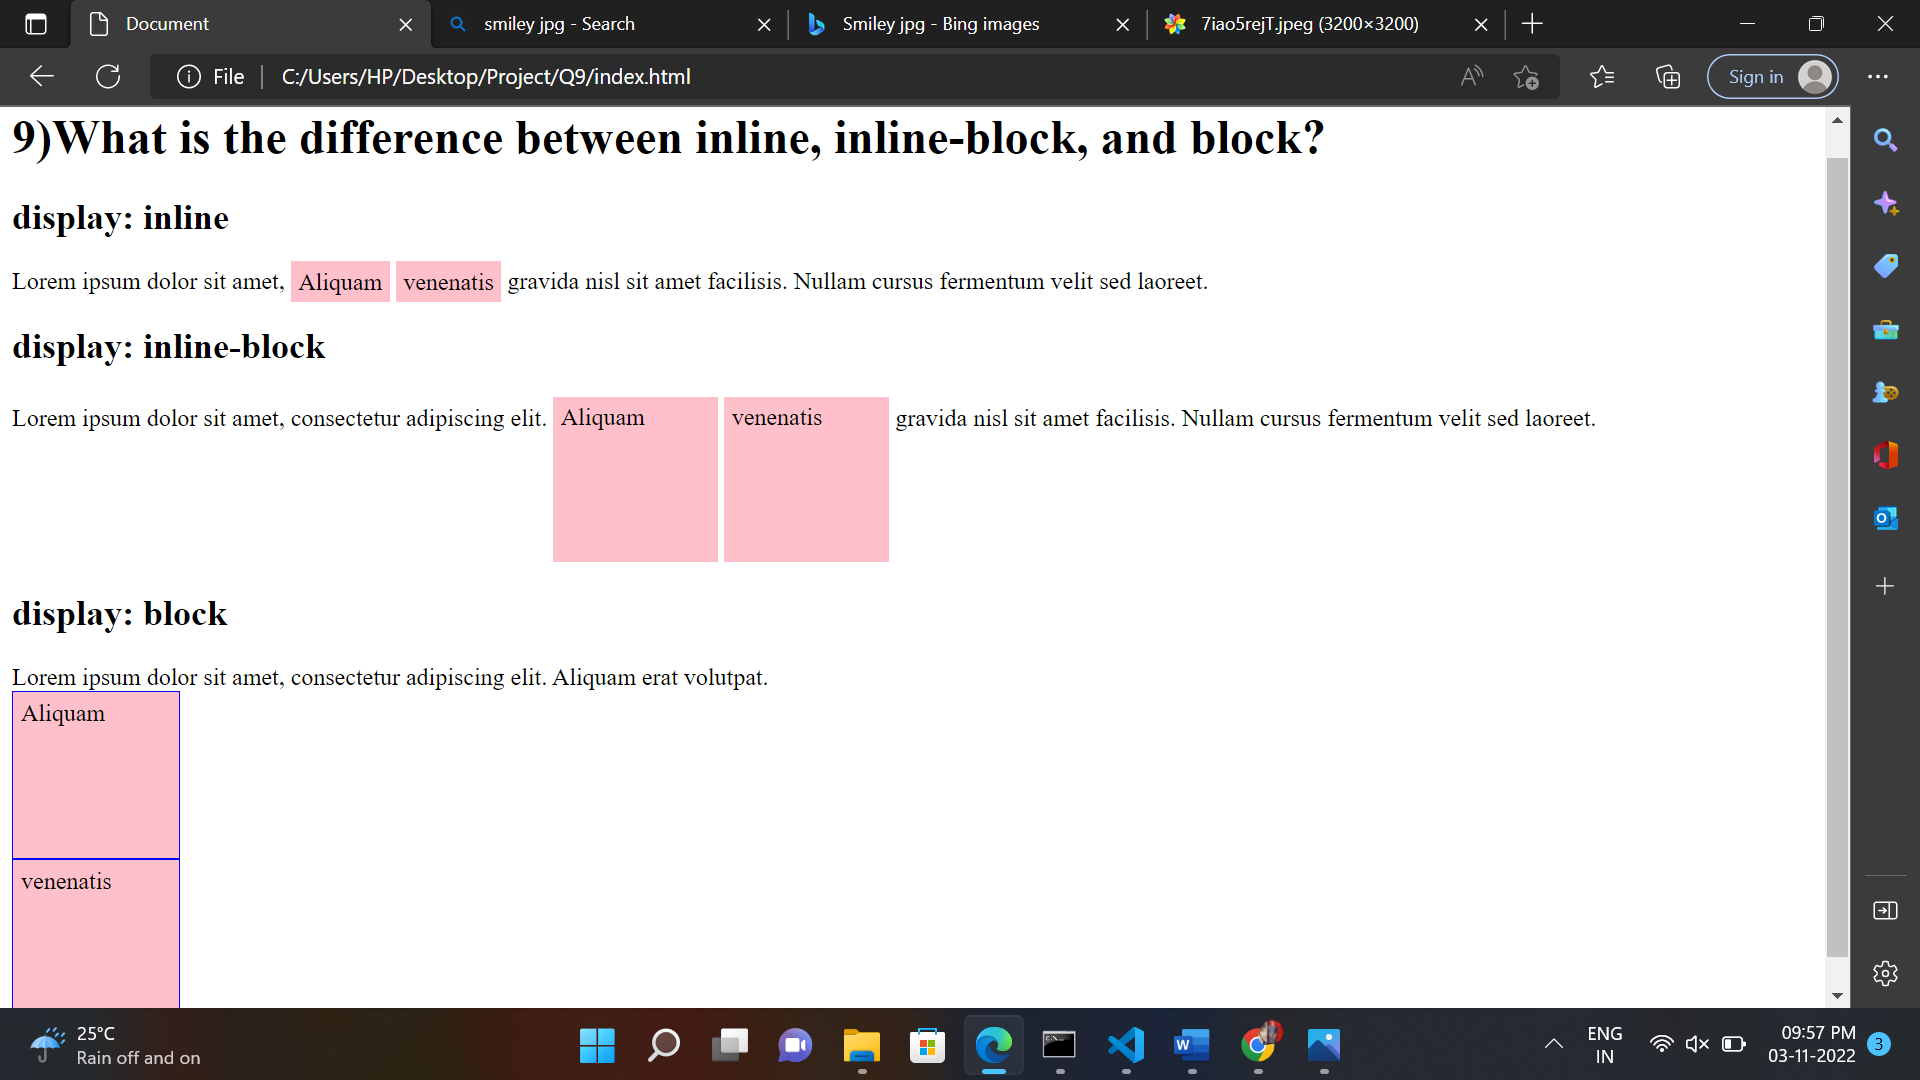 Document
smiley jpg - Search
Smiley jpg - Bing images
7iao5rejT.jpeg (3200×3200)
File
C:/Users/HP/Desktop/Project/Q9/index.html
Sign in
9)What is the difference between inline, inline-block, and block?
display: inline
Lorem ipsum dolor sit amet, Aliquam venenatis gravida nisl sit amet facilisis. Nullam cursus fermentum velit sed laoreet.
display: inline-block
Lorem ipsum dolor sit amet, consectetur adipiscing elit. Aliquam venenatis gravida nisl sit amet facilisis. Nullam cursus fermentum velit sed laoreet.
display: block
Lorem ipsum dolor sit amet, consectetur adipiscing elit. Aliquam erat volutpat.
Aliquam
venenatis
25°C
Rain off and on
ENG
IN
09:57 PM
03-11-2022
3